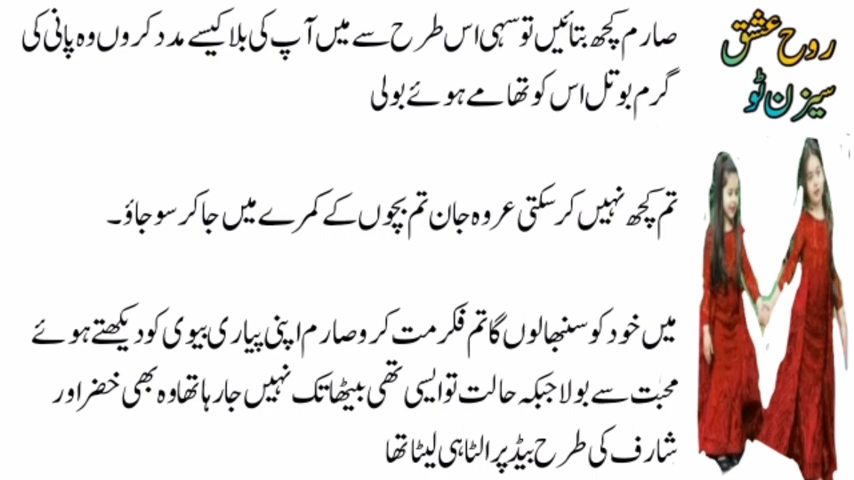 روح عشق
سیزن ٹو
صارم کچھ بتائیں تو سہی اس طرح سے میں آپ کی بلا کیسے مدد کروں وہ پانی کی
گرم بوتل اس کو تھامے ہوئے بولی
تم کچھ نہیں کر سکتی عروہ جان تم بچوں کے کمرے میں جا کر سو جاؤ۔
میں خود کو سنبھالوں گا تم فکر مت کرو صارم اپنی پیاری بیوی کو دیکھتے ہوئے
محبت سے بولا جبکہ حالت تو ایسی تھی بیٹھا تک نہیں جا رہا تھا وہ بھی خضر اور
شارف کی طرح بیڈ پر الٹا ہی لیٹا تھا